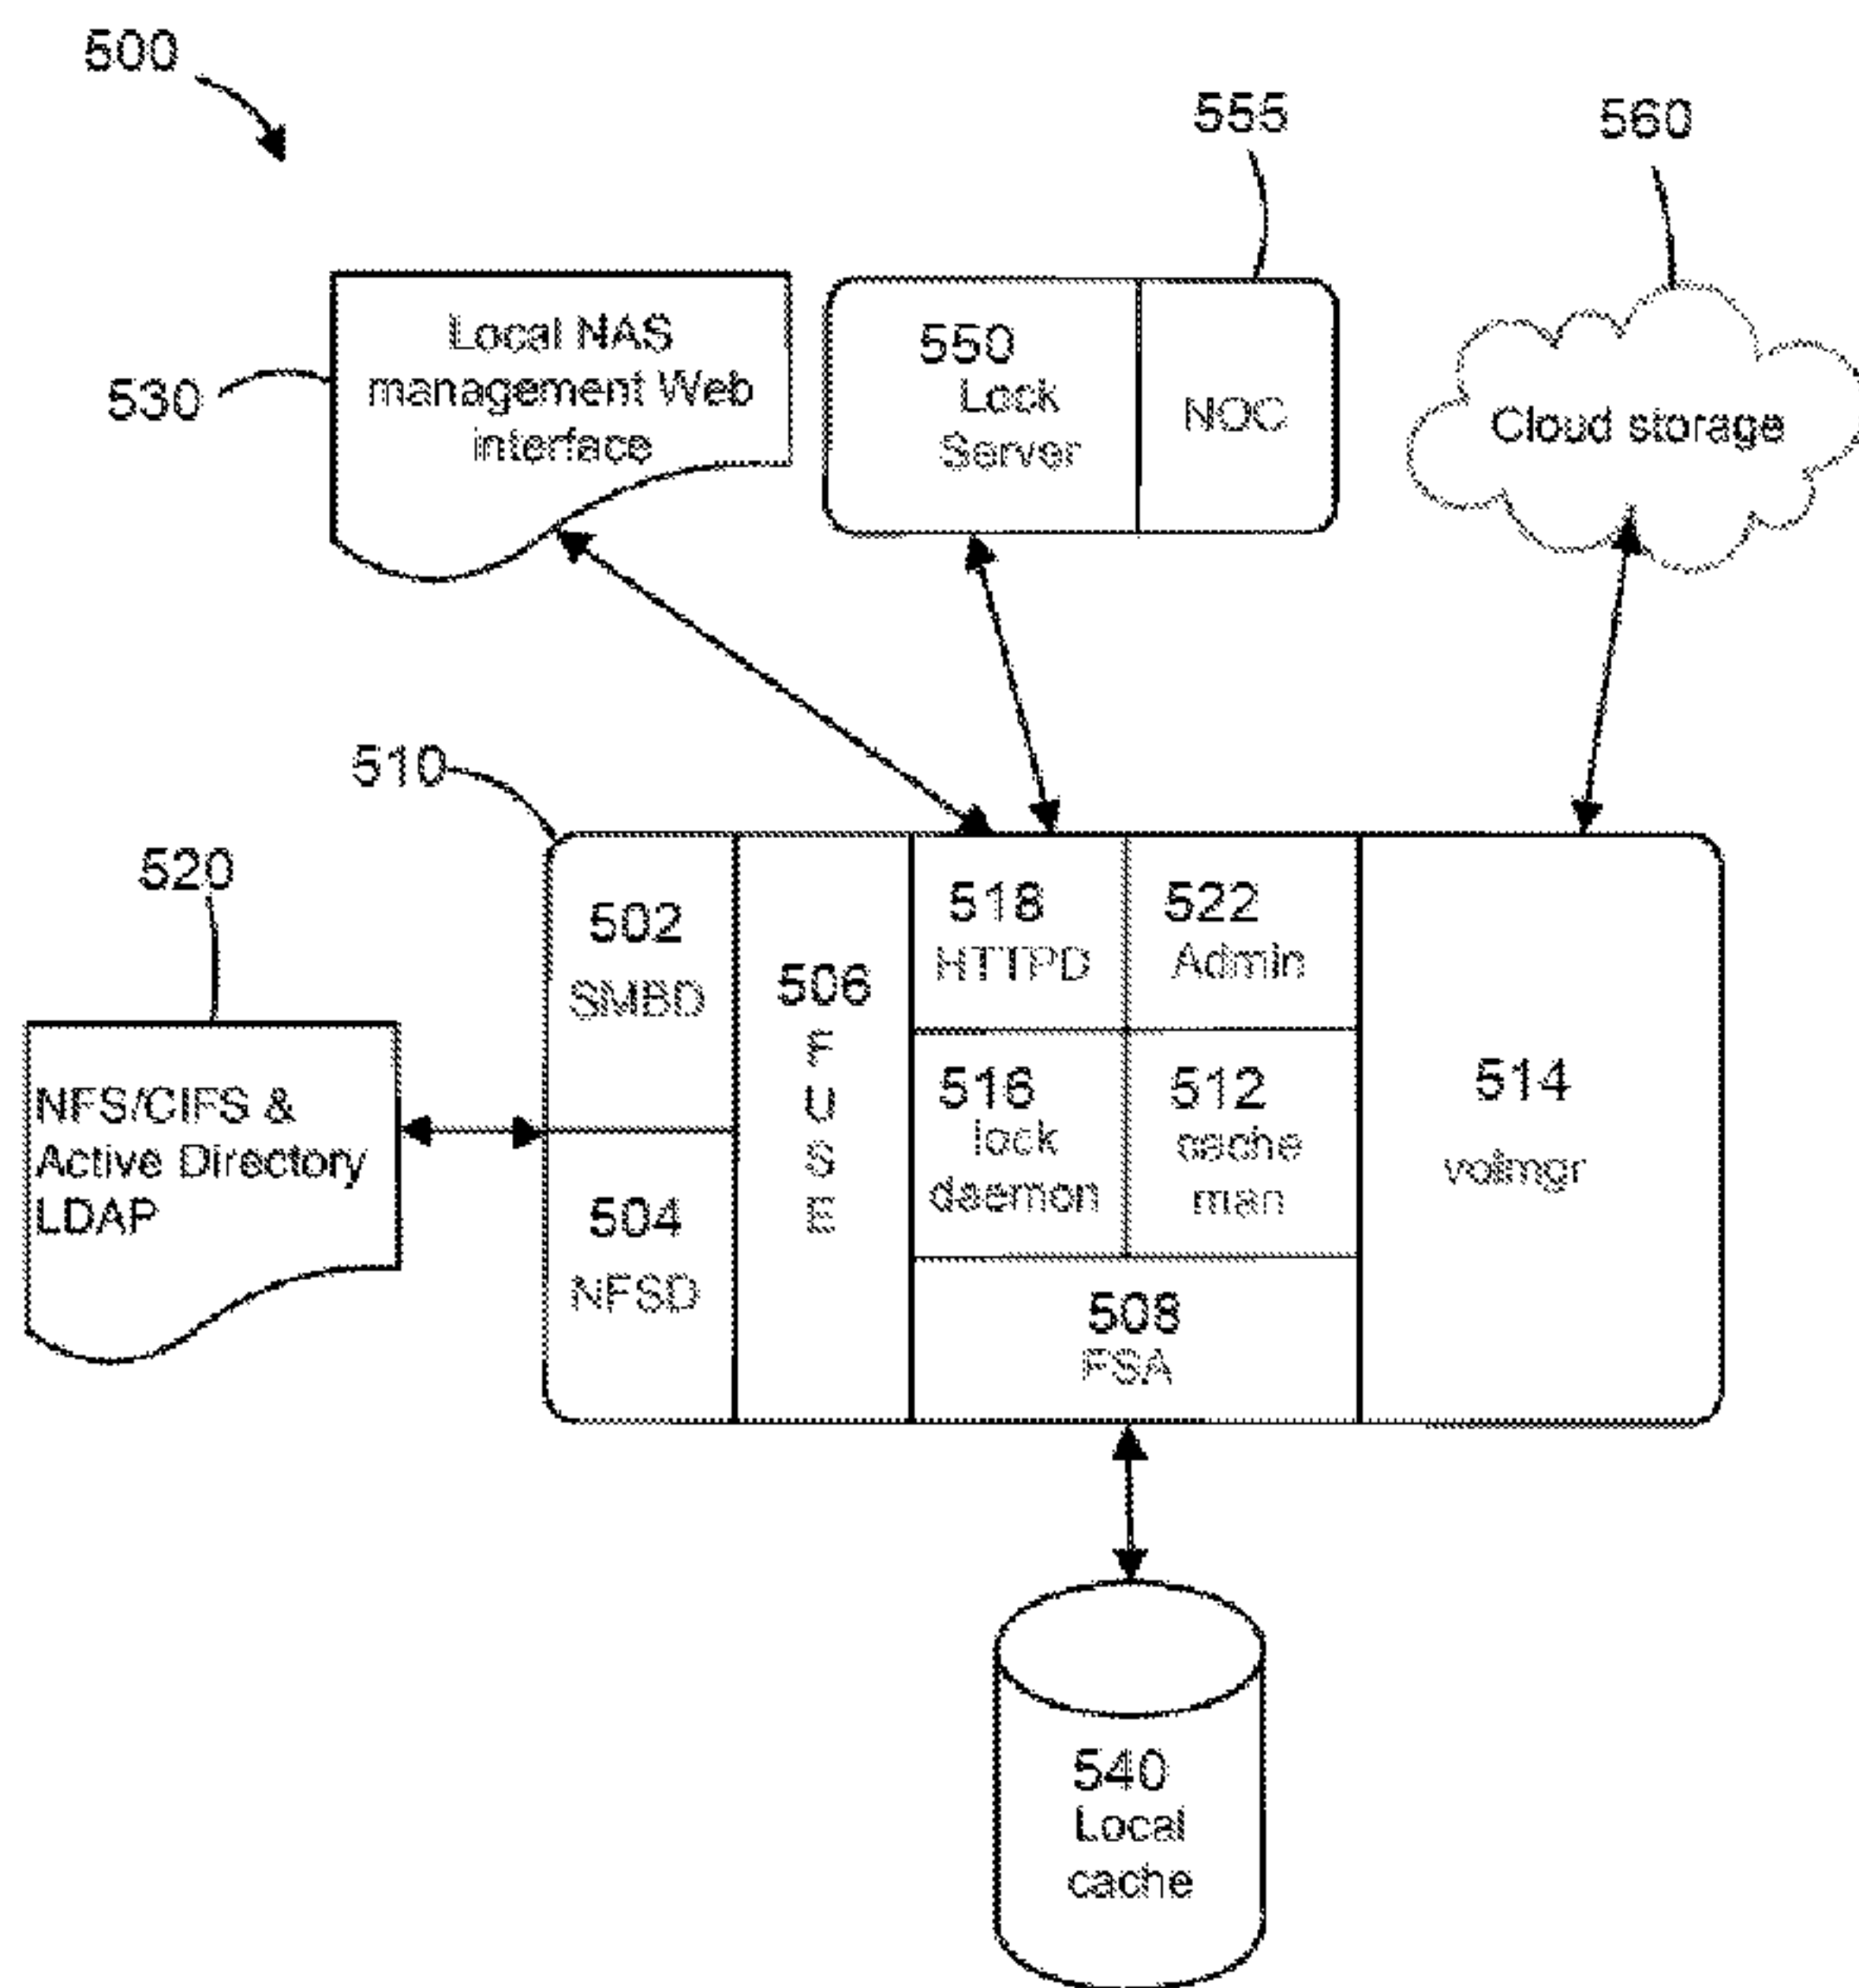 500
555
560
530
Local NAS
management Web
interface
550
Lock
Server
NOC
Cloud storage
510
520
502
SMBD
506
FUSE
518
HTTPD
522
Admin
NFS/CIFS &
Active Directory
LDAP
504
NFSD
516
lock
daemon
512
cache
man
514
volmgr
508
FSA
540
Local
cache